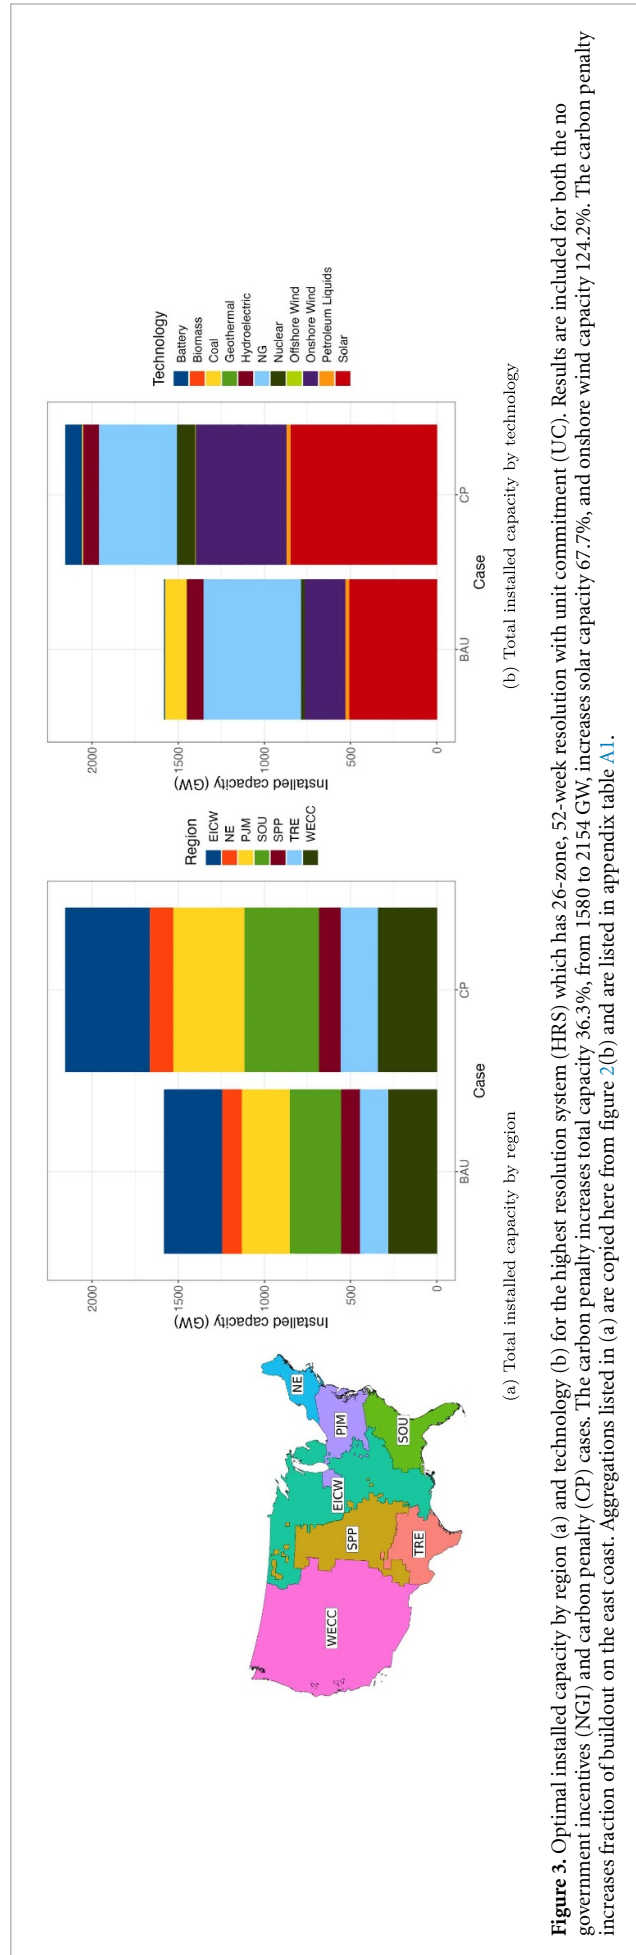 NE
PJM
SOU
EICW
SPP
TRE
WECC
Installed capacity (GW)
2000
1500
1000
500
0
BAU
CP
Case
Region
EICW
NE
PJM
SOU
SPP
TRE
WECC
(a) Total installed capacity by region
Installed capacity (GW)
2000
1500
1000
500
0
BAU
CP
Case
Technology
Battery
Biomass
Coal
Geothermal
Hydroelectric
NG
Nuclear
Offshore Wind
Onshore Wind
Petroleum Liquids
Solar
(b) Total installed capacity by technology
Figure 3. Optimal installed capacity by region (a) and technology (b) for the highest resolution system (HRS) which has 26-zone, 52-week resolution with unit commitment (UC). Results are included for both the no
government incentives (NGI) and carbon penalty (CP) cases. The carbon penalty increases total capacity 36.3%, from 1580 to 2154 GW, increases solar capacity 67.7%, and onshore wind capacity 124.2%. The carbon penalty
increases fraction of buildout on the east coast. Aggregations listed in (a) are copied here from figure 2(b) and are listed in appendix table A1.